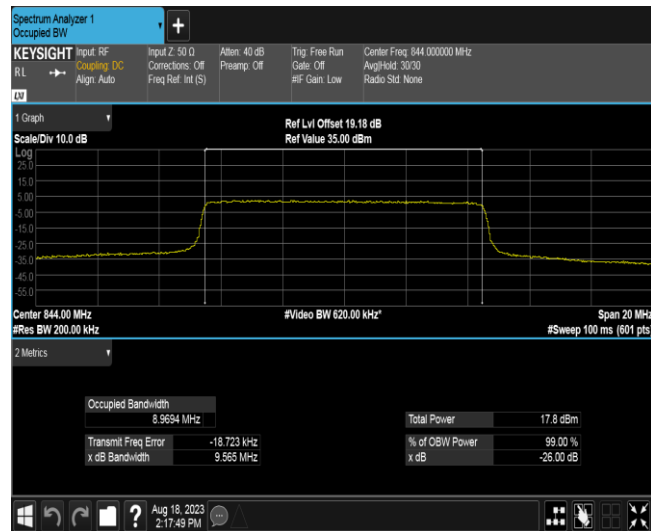 Spectrum Analyzer 1
Occupied BW
KEYSIGHT
RL
LXI
Input: RF
Coupling: DC
Align: Auto
Input Z: 50 Ω
Corrections: Off
Freq Ref: Int (S)
Atten: 40 dB
Preamp: Off
Trig: Free Run
Gate: Off
#IF Gain: Low
Center Freq: 844.000000 MHz
Avg|Hold: 30/30
Radio Std: None
1 Graph
Scale/Div 10.0 dB
Ref Lvl Offset 19.18 dB
Ref Value 35.00 dBm
Log
25.0
15.0
5.00
-5.00
-15.0
-25.0
-35.0
-45.0
-55.0
Center 844.00 MHz
#Video BW 620.00 kHz*
Span 20 MHz
#Res BW 200.00 kHz
#Sweep 100 ms (601 pts)
2 Metrics
Occupied Bandwidth
8.9694 MHz
Total Power 17.8 dBm
Transmit Freq Error -18.723 kHz
% of OBW Power 99.00 %
x dB Bandwidth 9.565 MHz
x dB -26.00 dB
Aug 18, 2023
2:17:49 PM